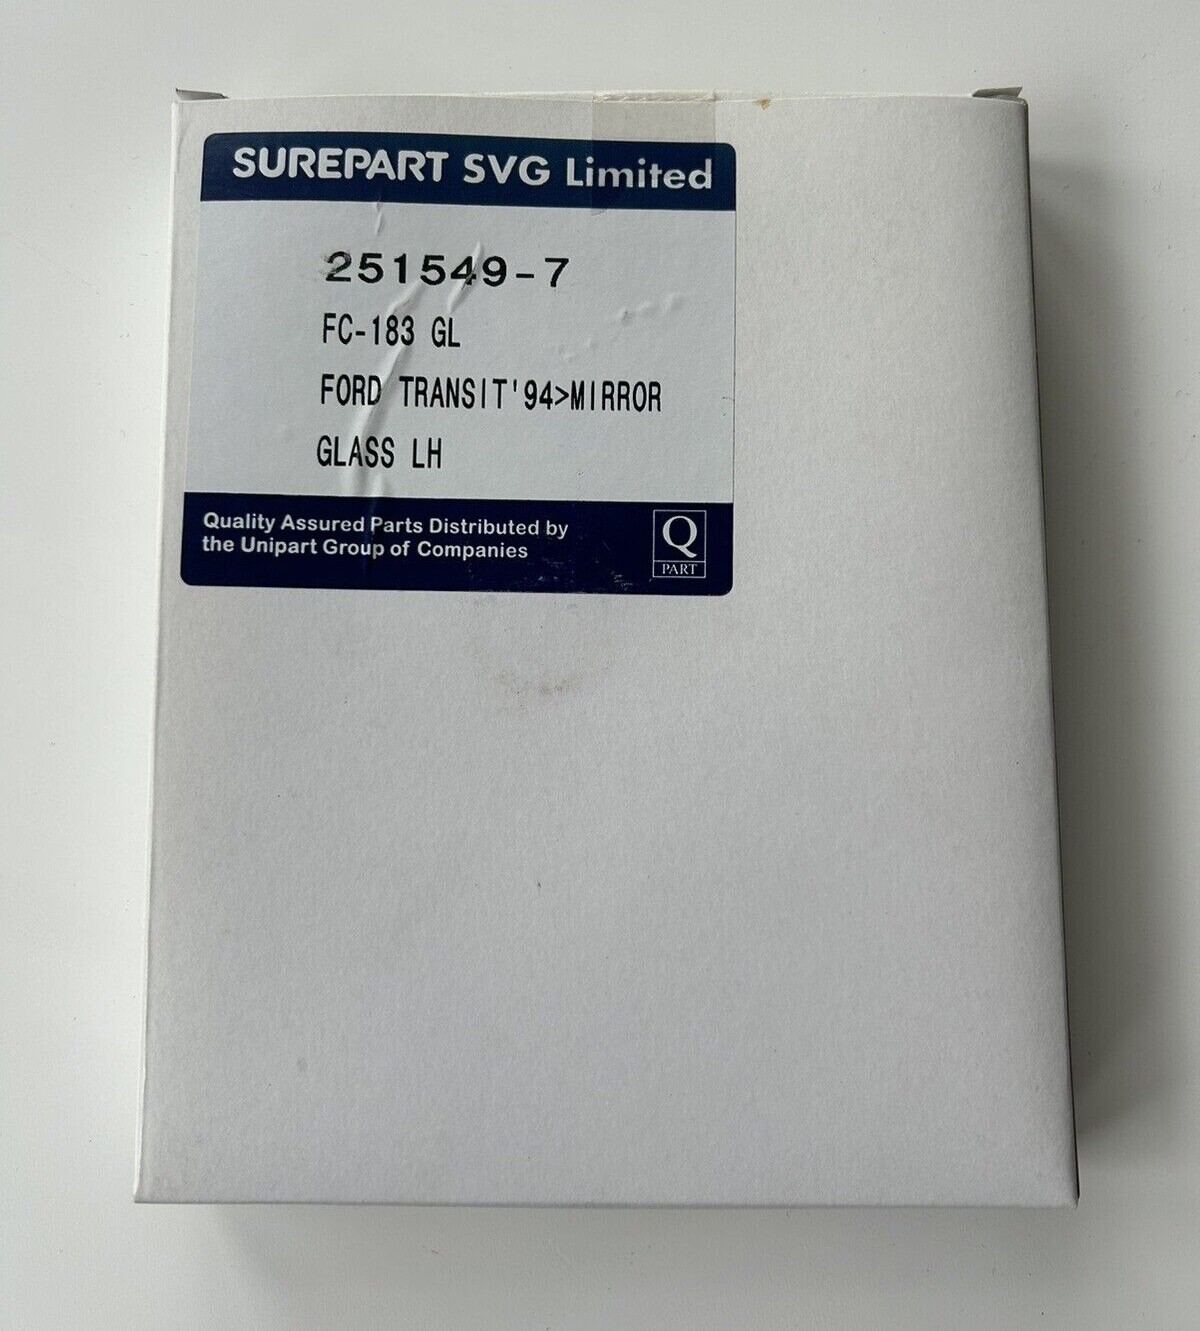 SUREPART SVG Limited
251549-7
FC-183 GL
FORD TRANSIT'94>MIRROR
GLASS LH
Quality Assured Parts Distributed by
the Unipart Group of Companies
Q
PART